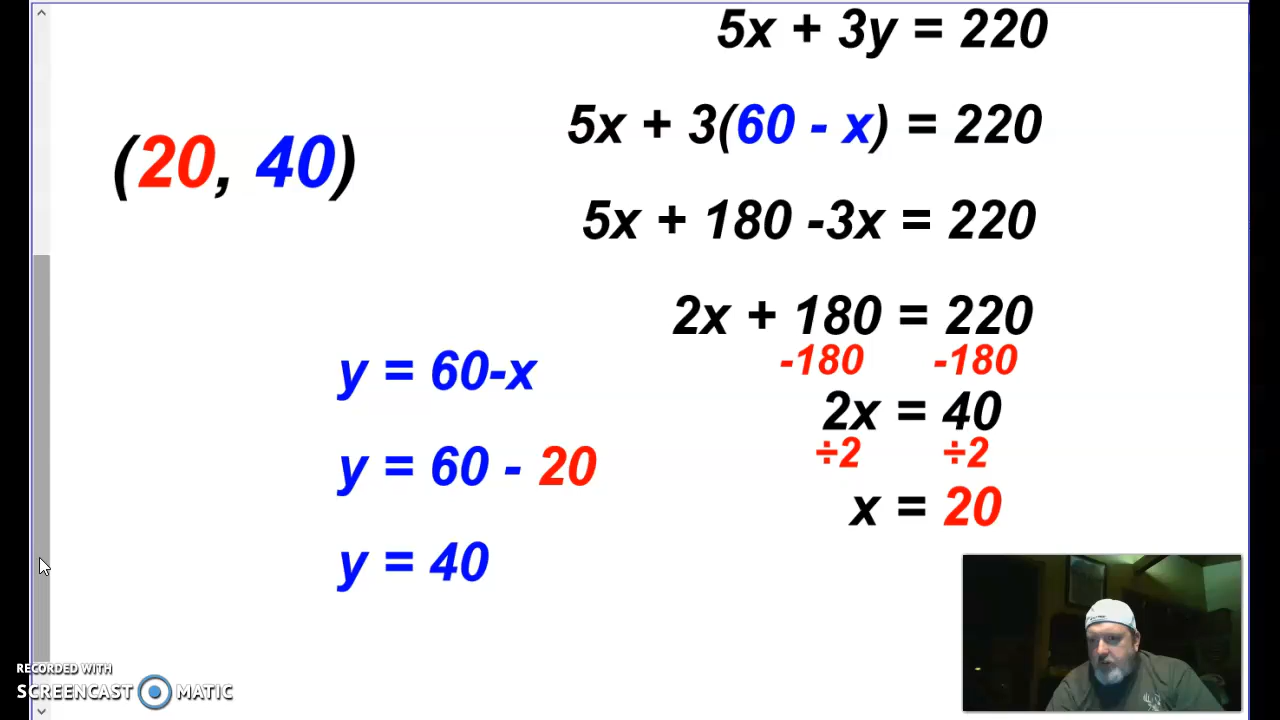 5x + 3y = 220
5x + 3(60 - x) = 220
(20, 40)
5x + 180 -3x = 220
2x + 180 = 220
-180 -180
2x = 40
÷2 ÷2
x = 20
y = 60-x
y = 60 - 20
y = 40
RECORDED WITH
SCREENCAST MATIC